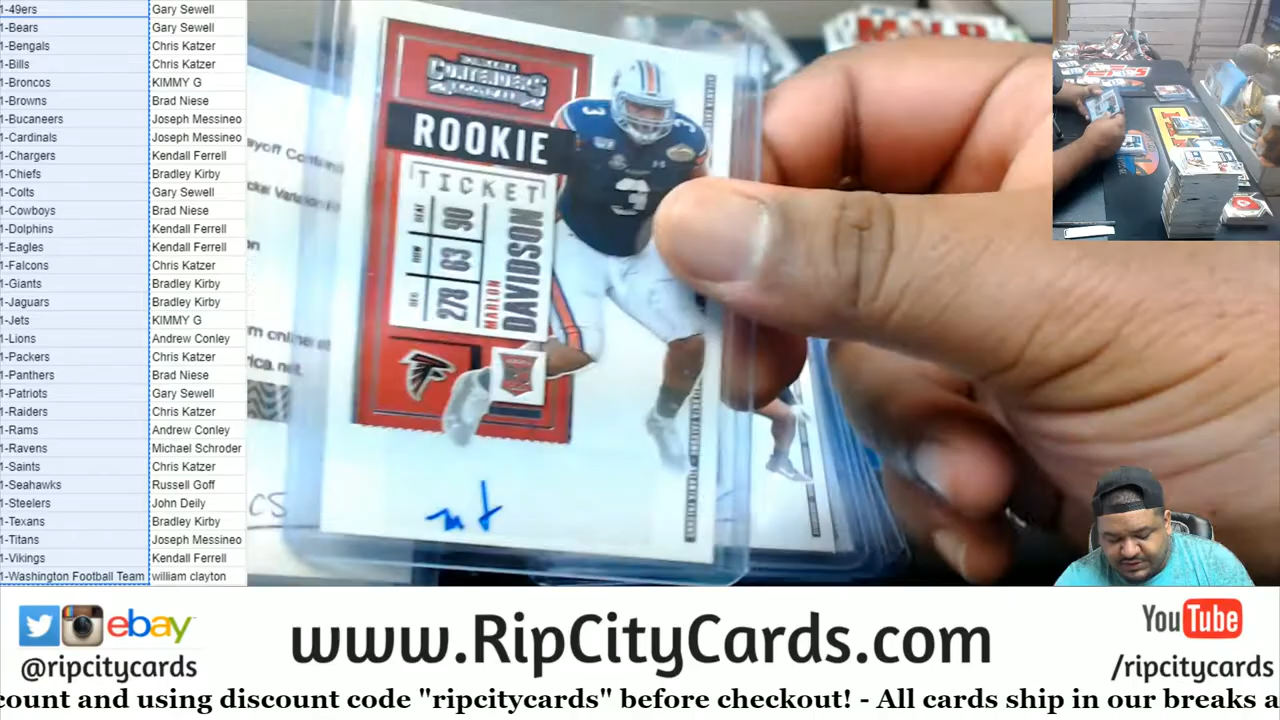 1-49ers Gary Sewell
1-Bears Gary Sewell
1-Bengals Chris Katzer
1-Bills Chris Katzer
1-Broncos KIMMY G
1-Browns Brad Niese
1-Bucaneers Joseph Messineo
1-Cardinals Joseph Messineo
1-Chargers Kendall Ferrell
1-Chiefs Bradley Kirby
1-Colts Gary Sewell
1-Cowboys Brad Niese
1-Dolphins Kendall Ferrell
1-Eagles Kendall Ferrell
1-Falcons Chris Katzer
1-Giants Bradley Kirby
1-Jaguars Bradley Kirby
1-Jets KIMMY G
1-Lions Andrew Conley
1-Packers Chris Katzer
1-Panthers Brad Niese
1-Patriots Gary Sewell
1-Raiders Chris Katzer
1-Rams Andrew Conley
1-Ravens Michael Schroder
1-Saints Chris Katzer
1-Seahawks Russell Goff
1-Steelers John Deily
1-Texans Bradley Kirby
1-Titans Joseph Messineo
1-Vikings Kendall Ferrell
1-Washington Football Team william clayton
Contenders
ROOKIE
TICKET
SEAT 90
ROW 63
SEC 278
MARLON
DAVIDSON
3
3
ebay
@ripcitycards
www.RipCityCards.com
YouTube
/ripcitycards
count and using discount code "ripcitycards" before checkout! - All cards ship in our breaks a